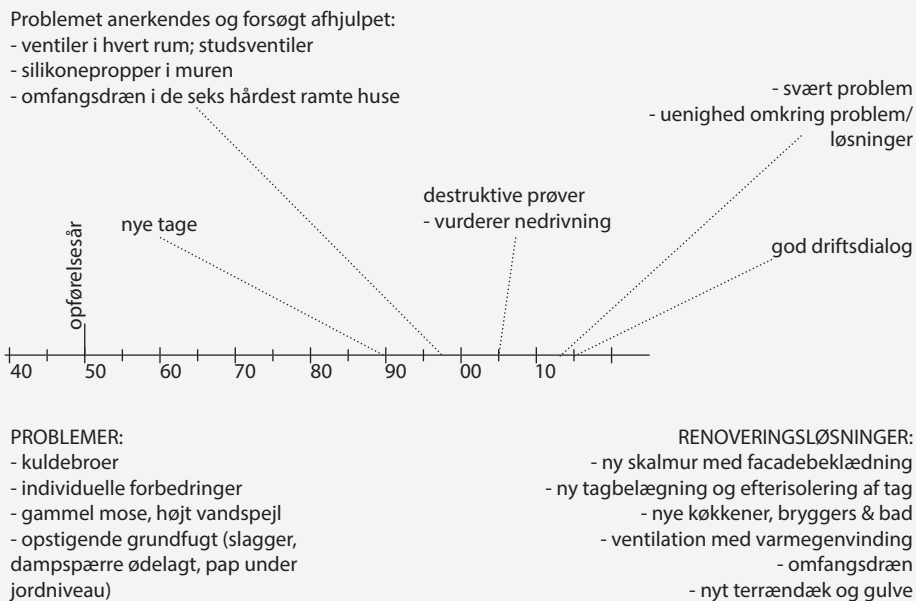 Problemet anerkendes og forsøgt afhjulpet:
- ventiler i hvert rum; studsventiler
- silikonepropper i muren
- omfangsdræn i de seks hårdest ramte huse
- svært problem
- uenighed omkring problem/
løsninger
destruktive prøver
- vurderer nedrivning
nye tage
god driftsdialog
opførelsesår
40 50 60 70 80 90 00 10
PROBLEMER:
- kuldebroer
- individuelle forbedringer
- gammel mose, højt vandspejl
- opstigende grundfugt (slagger,
dampspærre ødelagt, pap under
jordniveau)
RENOVERINGSLØSNINGER:
- ny skalmur med facadebeklædning
- ny tagbelægning og efterisolering af tag
- nye køkkener, bryggers & bad
- ventilation med varmegenvinding
- omfangsdræn
- nyt terrændæk og gulve